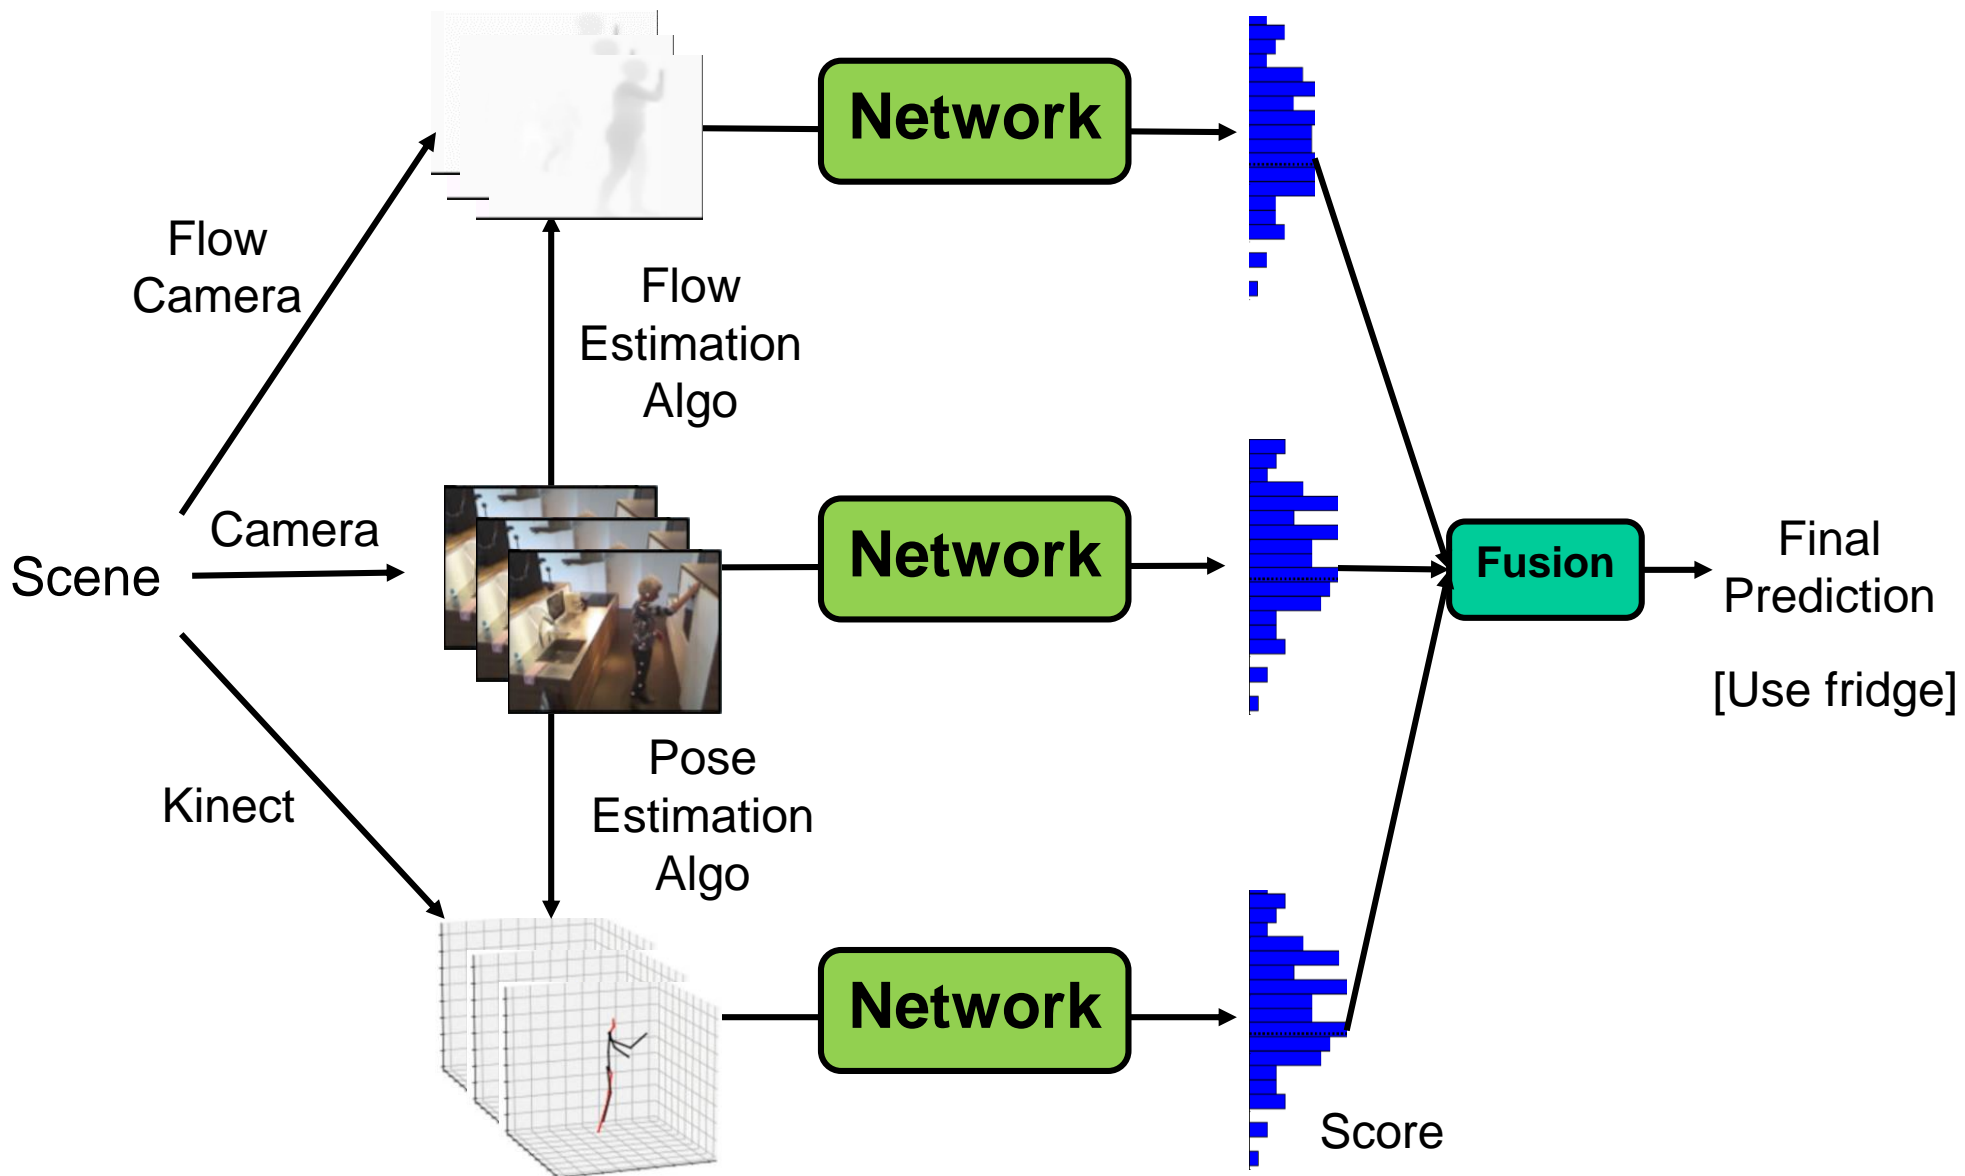 Network
Flow
Camera
Flow
Estimation
Algo
Camera
Scene
Network
Fusion
Final
Prediction
[Use fridge]
Pose
Estimation
Algo
Kinect
Network
Score